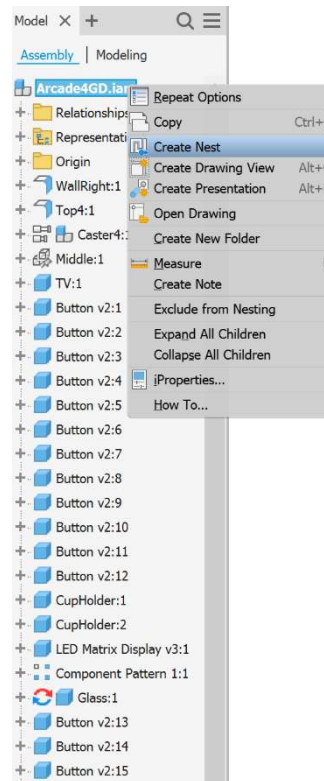 Model
Assembly | Modeling
Arcade4GD.iam
Relationships
Representati
Origin
WallRight:1
Top4:1
Caster4:
Middle:1
TV:1
Button v2:1
Button v2:2
Button v2:3
Button v2:4
Button v2:5
Button v2:6
Button v2:7
Button v2:8
Button v2:9
Button v2:10
Button v2:11
Button v2:12
CupHolder:1
CupHolder:2
LED Matrix Display v3:1
Component Pattern 1:1
Glass:1
Button v2:13
Button v2:14
Button v2:15
Repeat Options
Copy Ctrl+
Create Nest
Create Drawing View Alt+
Create Presentation Alt+
Open Drawing
Create New Folder
Measure
Create Note
Exclude from Nesting
Expand All Children
Collapse All Children
iProperties...
How To...